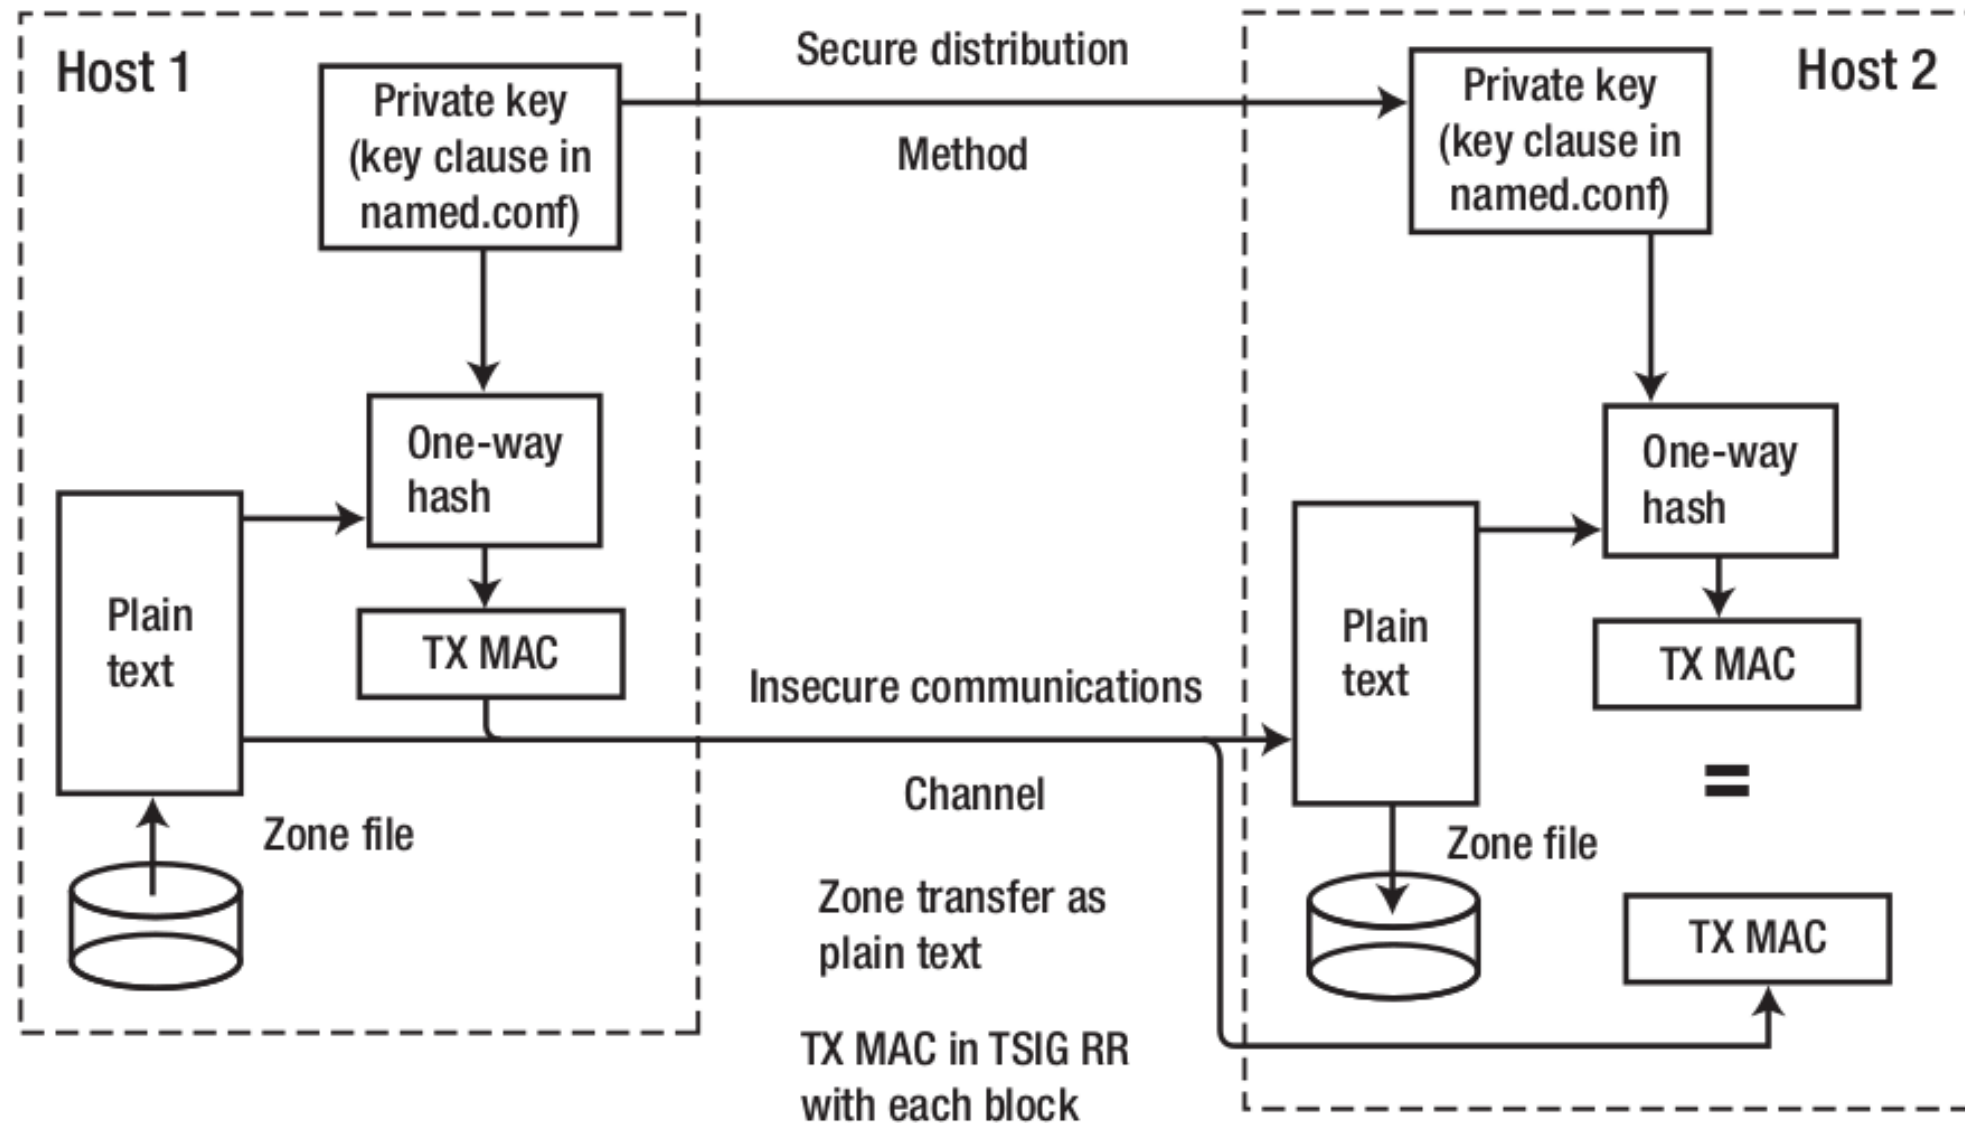 Host 1
Private key
(key clause in
named.conf)
Secure distribution
Method
Private key
(key clause in
named.conf)
Host 2
One-way
hash
One-way
hash
Plain
text
TX MAC
Insecure communications
Channel
Plain
text
TX MAC
=
Zone file
Zone file
Zone transfer as
plain text
TX MAC
TX MAC in TSIG RR
with each block